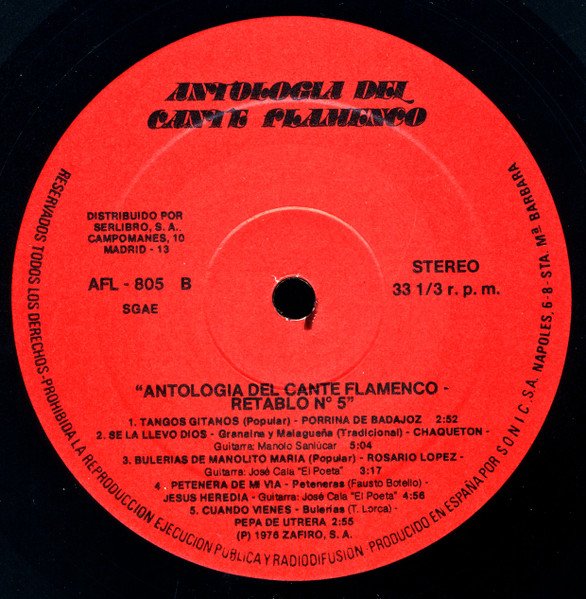 ANTOLOGIA DEL
CANTE FLAMENCO
DISTRIBUIDO POR
SERLIBRO, S. A.
CAMPOMANES, 10
MADRID - 13
AFL - 805 B
SGAE
STEREO
33 1/3 r. p. m.
"ANTOLOGIA DEL CANTE FLAMENCO -
RETABLO Nº 5"
1. TANGOS GITANOS (Popular) - PORRINA DE BADAJOZ 2:52
2. SE LA LLEVO DIOS - Granaina y Malagueña (Tradicional) - CHAQUETON -
Guitarra: Manolo Sanlúcar 5:04
3. BULERIAS DE MANOLITO MARIA (Popular) - ROSARIO LOPEZ -
Guitarra: José Cala "El Poeta" 3:17
4. - PETENERA DE MI VIA - Peteneras (Fausto Botello) -
JESUS HEREDIA - Guitarra: José Cala "El Poeta" 4:56
5. CUANDO VIENES - Bulerías (T. Lorca) -
PEPA DE UTRERA 2:55
(P) 1976 ZAFIRO, S. A.
RESERVADOS TODOS LOS DERECHOS-PROHIBIDA LA REPRODUCCION EJECUCION PUBLICA Y RADIODIFUSION-PRODUCIDO EN ESPAÑA POR SONIC, SA. NAPOLES, 6-8-STA. Mª BARBARA